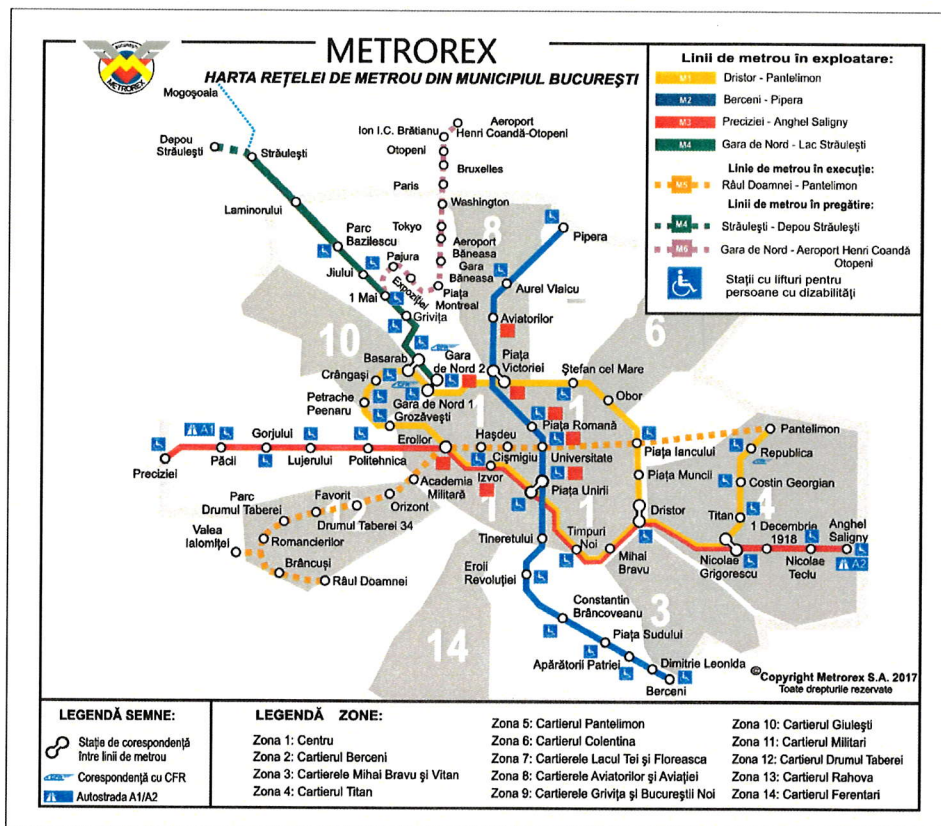 METROREX
HARTA REȚELEI DE METROU DIN MUNICIPIUL BUCUREȘTI
BUCUREȘTI
METROREX
Linii de metrou în exploatare:
M1 Dristor - Pantelimon
M2 Berceni - Pipera
M3 Preciziei - Anghel Saligny
M4 Gara de Nord - Lac Străulești
Linie de metrou în execuție:
M5 Râul Doamnei - Pantelimon
Linii de metrou în pregătire:
M4 Străulești - Depou Străulești
M6 Gara de Nord - Aeroport Henri Coandă
Otopeni
Stații cu lifturi pentru
persoane cu dizabilități
Mogoșoaia
Depou
Străulești
Străulești
Laminorului
Parc
Bazilescu
Jiului
Pajura
Expoziției
1 Mai
Grivița
Aeroport
Henri Coandă-Otopeni
Ion I.C. Brătianu
Otopeni
Bruxelles
Paris
Washington
Tokyo
Aeroport
Băneasa
Gara
Băneasa
Piața
Montreal
8
Pipera
Aurel Vlaicu
Aviatorilor
6
10
Basarab
Gara
de Nord 2
Piața
Victoriei
Ștefan cel Mare
Crângași
Gara de Nord 1
Obor
Petrache
Peenaru
Grozăvești
1
1
Piața Romană
Pantelimon
A1
Preciziei
Păcii
Gorjului
Lujerului
Politehnica
Eroilor
Hașdeu
Cișmigiu
Izvor
Universitate
Piața Iancului
Republica
Piața Muncii
Costin Georgian
Academia
Militară
Orizont
1
Piața Unirii
1
Dristor
4
Titan
Parc
Drumul Taberei
Favorit
Drumul Taberei 34
12
Valea
Ialomiței
Romancierilor
Brâncuși
Râul Doamnei
Tineretului
Timpuri
Noi
Mihai
Bravu
Nicolae
Grigorescu
1 Decembrie
1918
Nicolae
Teclu
Anghel
Saligny
A2
Eroii
Revoluției
Constantin
Brâncoveanu
3
14
Piața Sudului
Apărătorii Patriei
Dimitrie Leonida
Berceni
©Copyright Metrorex S.A. 2017
Toate drepturile rezervate
LEGENDĂ SEMNE:
Stație de corespondență
între linii de metrou
Corespondență cu CFR
Autostrada A1/A2
LEGENDĂ ZONE:
Zona 1: Centru
Zona 2: Cartierul Berceni
Zona 3: Cartierele Mihai Bravu și Vitan
Zona 4: Cartierul Titan
Zona 5: Cartierul Pantelimon
Zona 6: Cartierul Colentina
Zona 7: Cartierele Lacul Tei și Floreasca
Zona 8: Cartierele Aviatorilor și Aviației
Zona 9: Cartierele Grivița și Bucureștii Noi
Zona 10: Cartierul Giulești
Zona 11: Cartierul Militari
Zona 12: Cartierul Drumul Taberei
Zona 13: Cartierul Rahova
Zona 14: Cartierul Ferentari